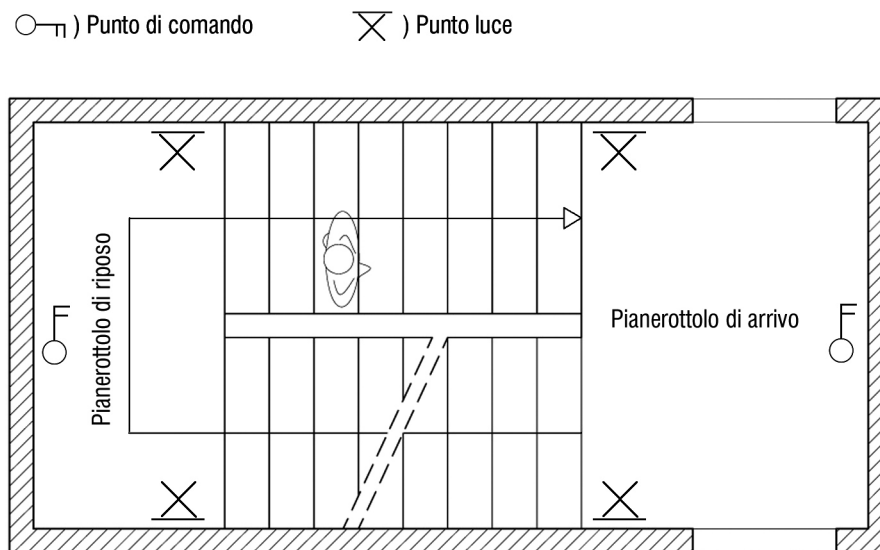 ) Punto di comando
) Punto luce
Pianerottolo di riposo
Pianerottolo di arrivo